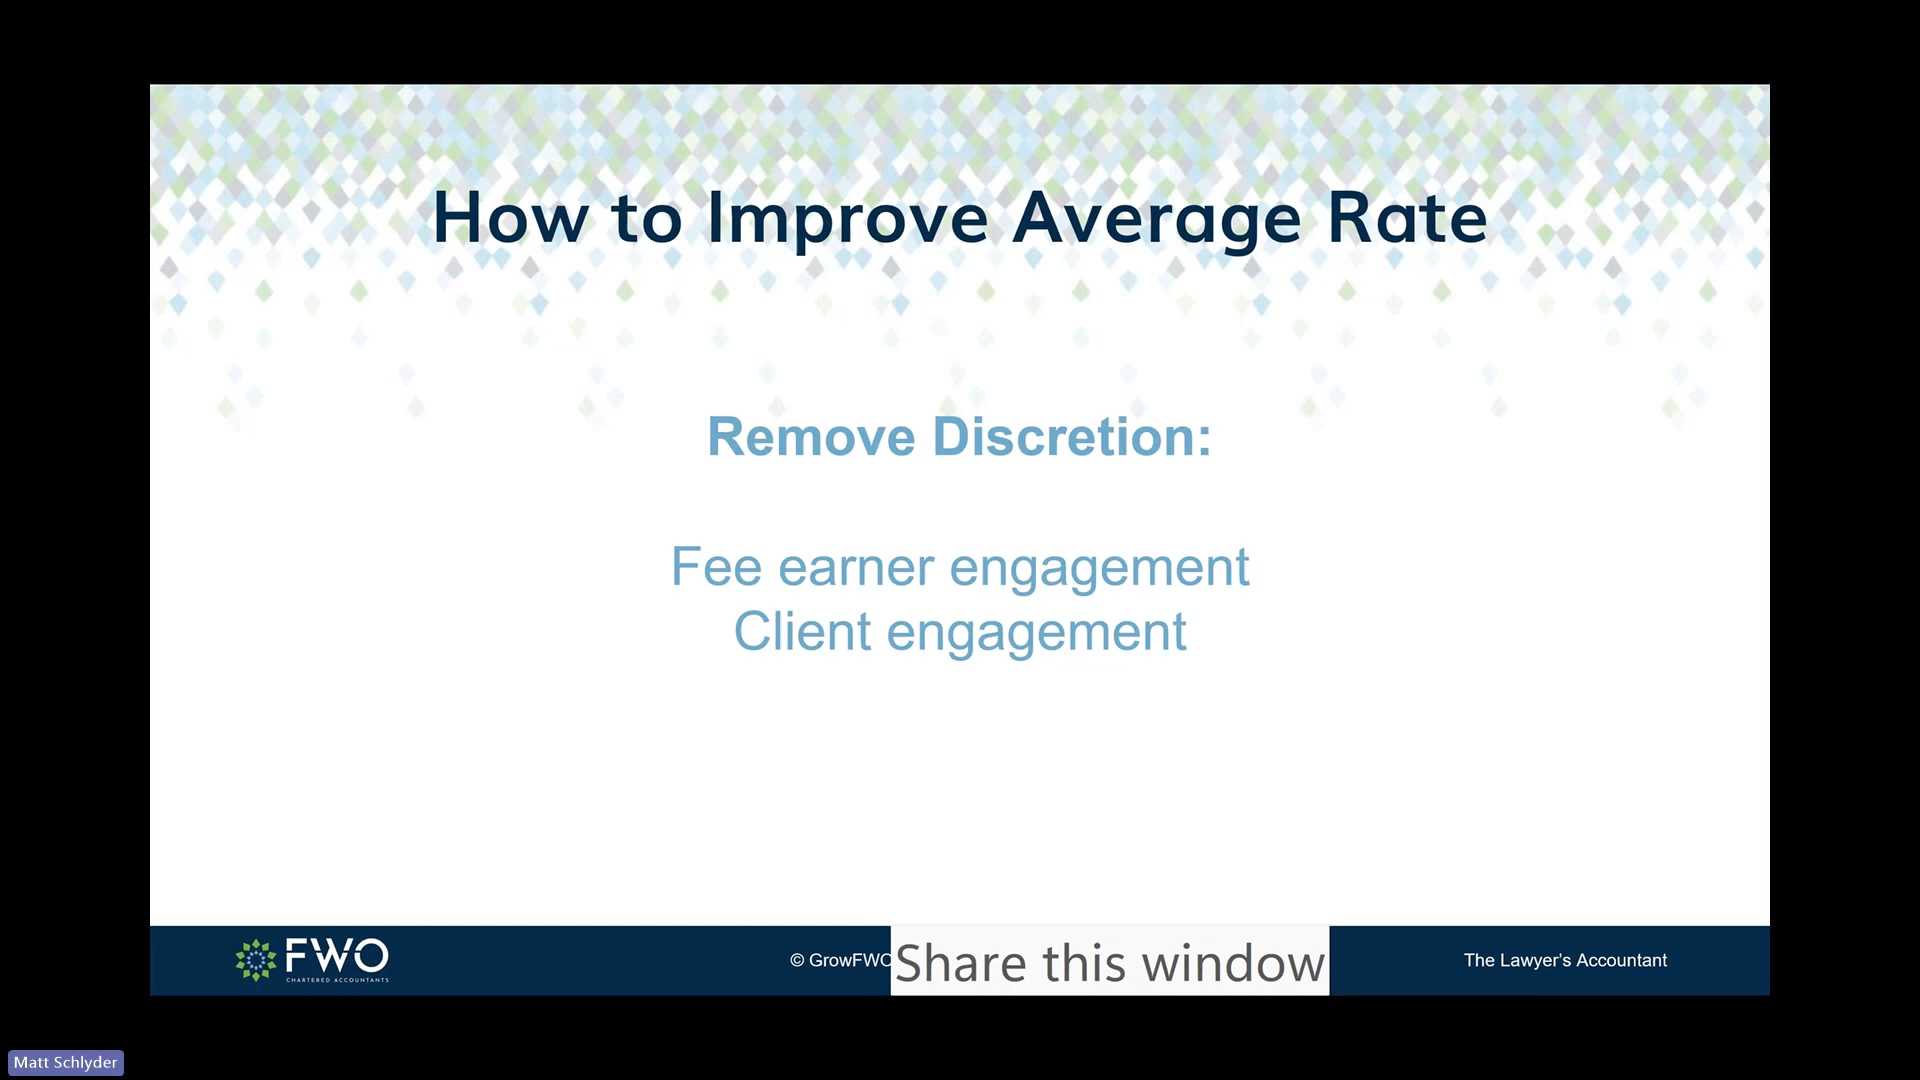 How to Improve Average Rate
Remove Discretion:
Fee earner engagement
Client engagement
FWO
CHARTERED ACCOUNTANTS
© GrowFWO
Share this window
The Lawyer's Accountant
Matt Schlyder